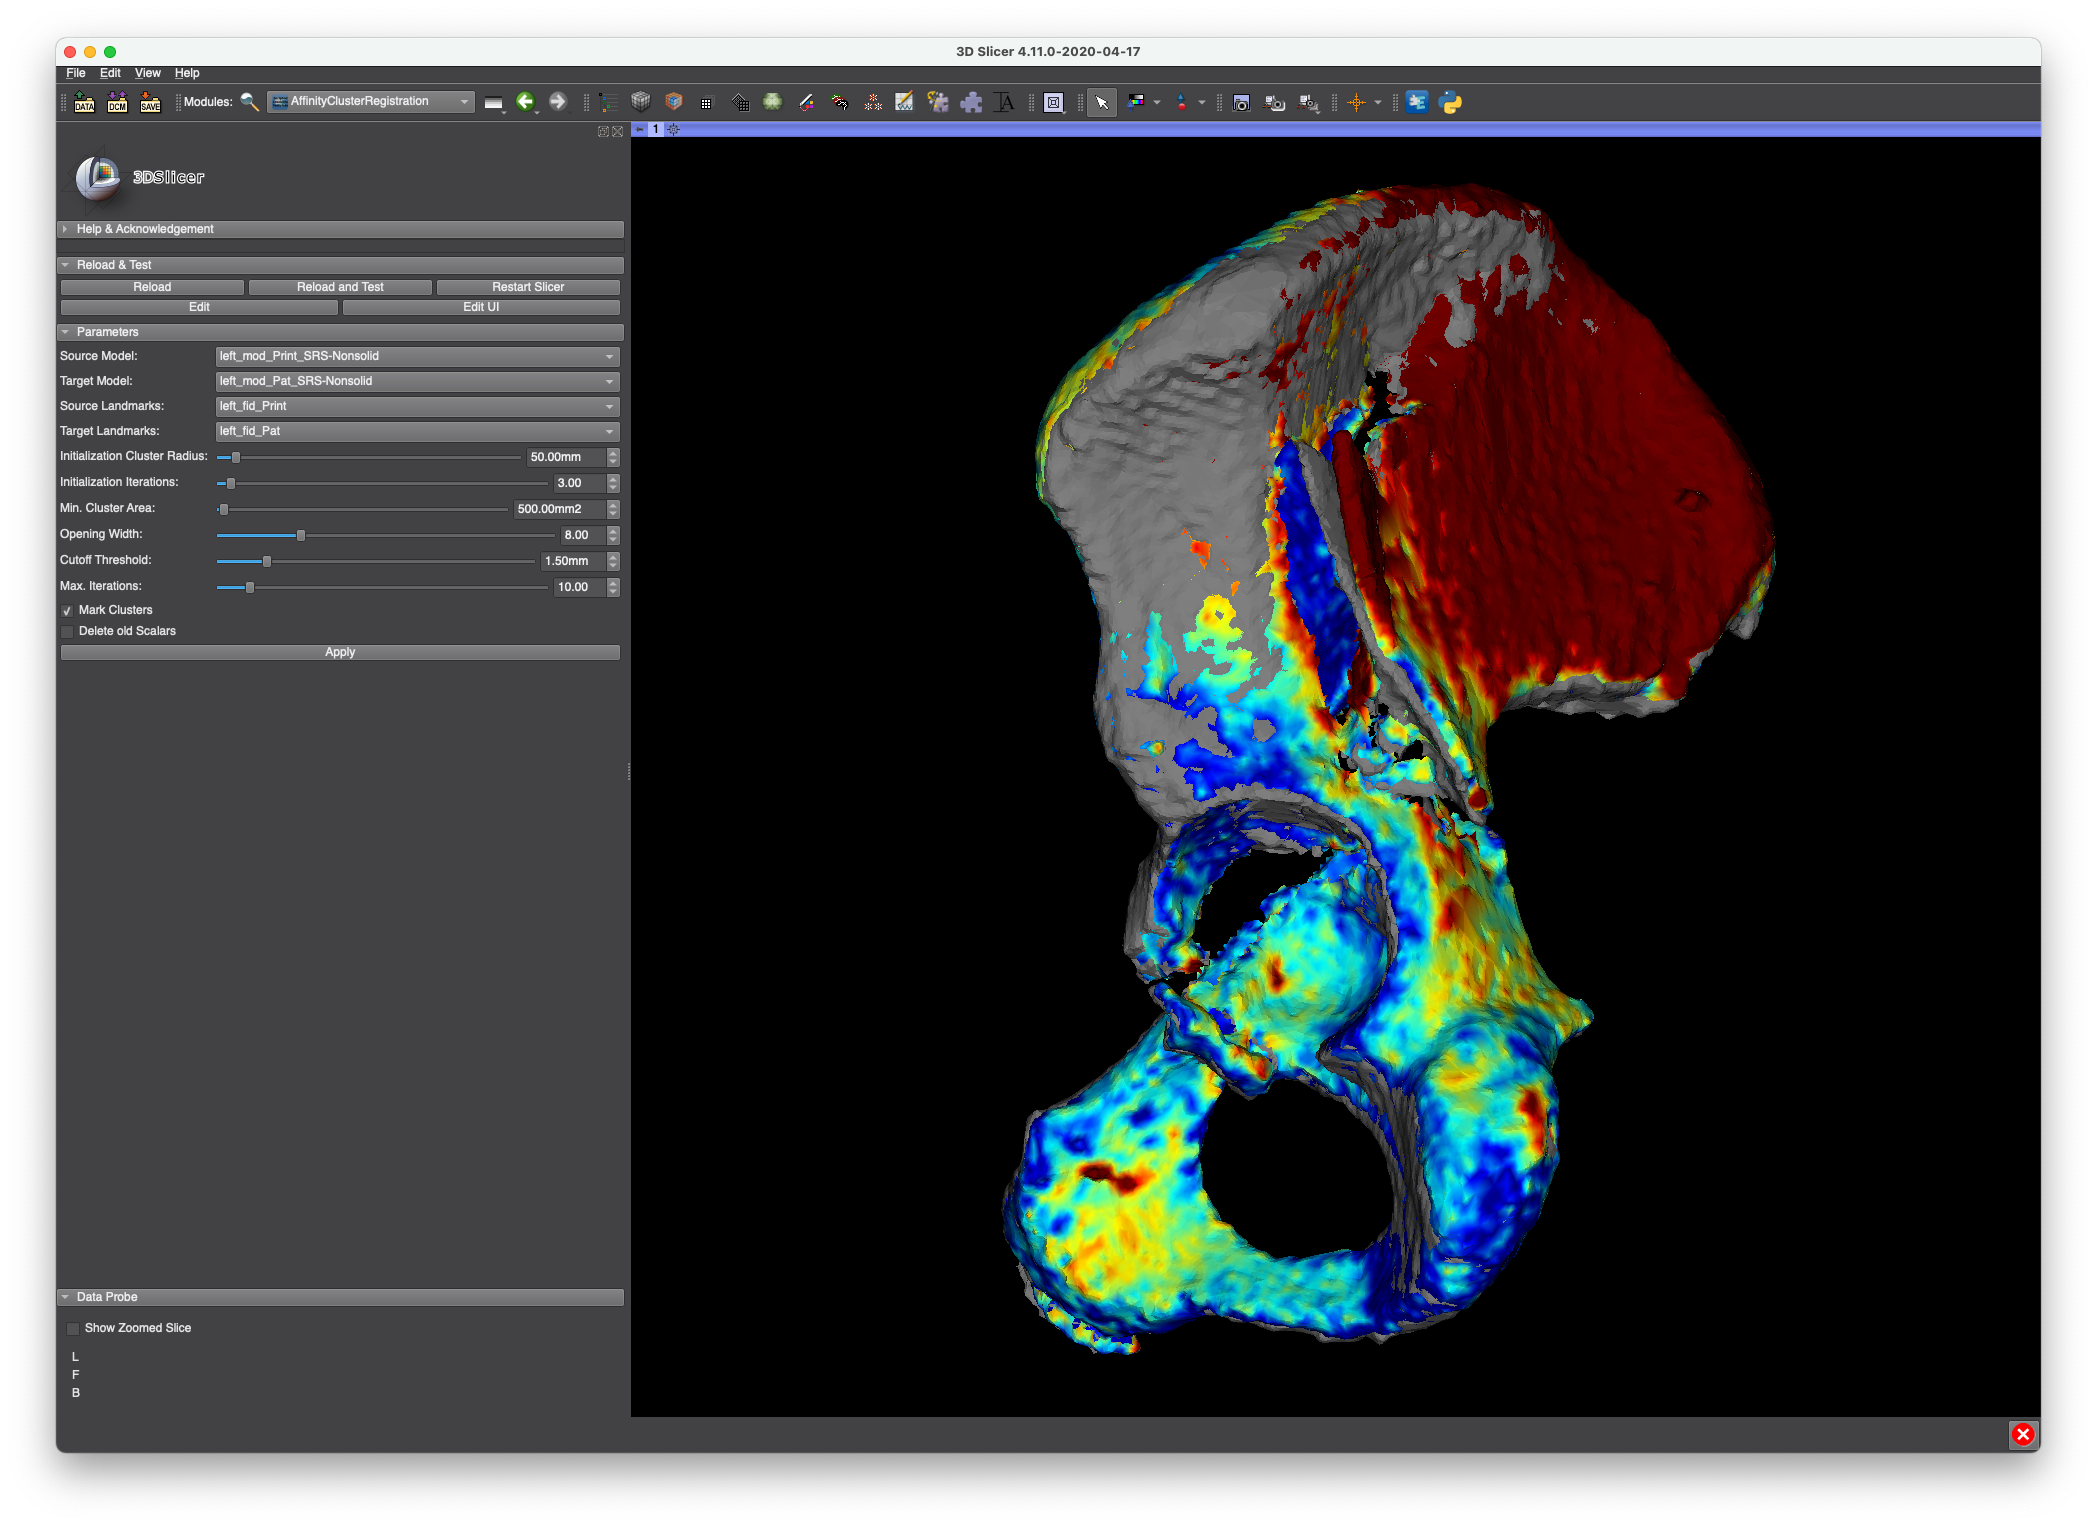 3D Slicer 4.11.0-2020-04-17
File Edit View Help
DATA DCM SAVE Modules: AffinityClusterRegistration
1
3DSlicer
Help & Acknowledgement
Reload & Test
Reload Reload and Test Restart Slicer
Edit Edit UI
Parameters
Source Model: left_mod_Print_SRS-Nonsolid
Target Model: left_mod_Pat_SRS-Nonsolid
Source Landmarks: left_fid_Print
Target Landmarks: left_fid_Pat
Initialization Cluster Radius: 50.00mm
Initialization Iterations: 3.00
Min. Cluster Area: 500.00mm2
Opening Width: 8.00
Cutoff Threshold: 1.50mm
Max. Iterations: 10.00
Mark Clusters
Delete old Scalars
Apply
Data Probe
Show Zoomed Slice
L
F
B